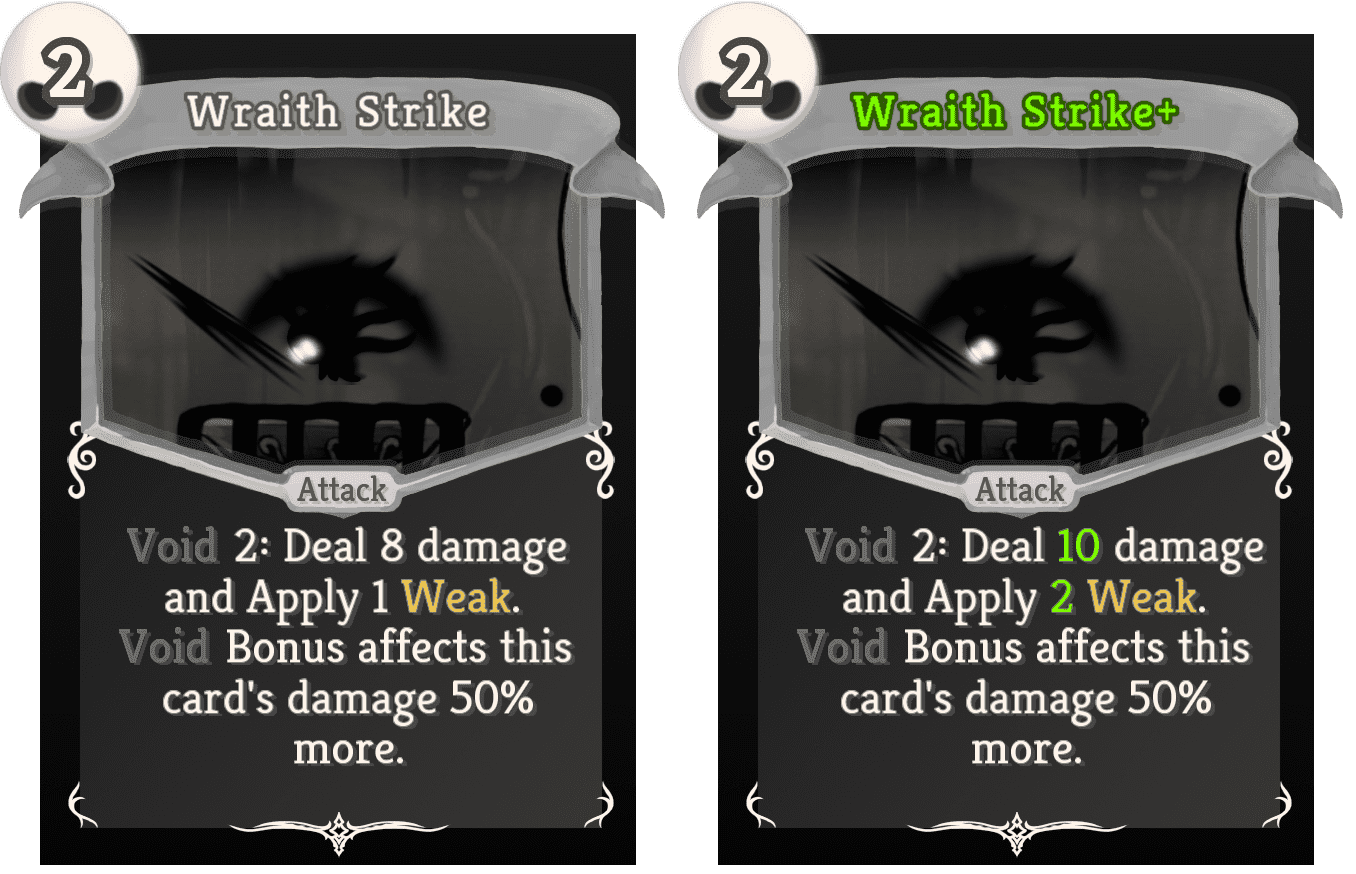 2
Wraith Strike
Attack
Void 2: Deal 8 damage
and Apply 1 Weak.
Void Bonus affects this
card's damage 50%
more.
2
Wraith Strike+
Attack
Void 2: Deal 10 damage
and Apply 2 Weak.
Void Bonus affects this
card's damage 50%
more.